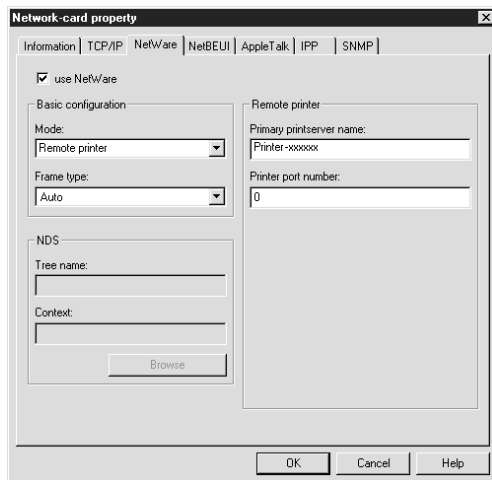 Network-card property
Information TCP/IP NetWare NetBEUI AppleTalk IPP SNMP
use NetWare
Basic configuration
Mode:
Remote printer
Frame type:
Auto
NDS
Tree name:
Context:
Browse
Remote printer
Primary printserver name:
Printer-xxxxxx
Printer port number:
0
OK Cancel Help